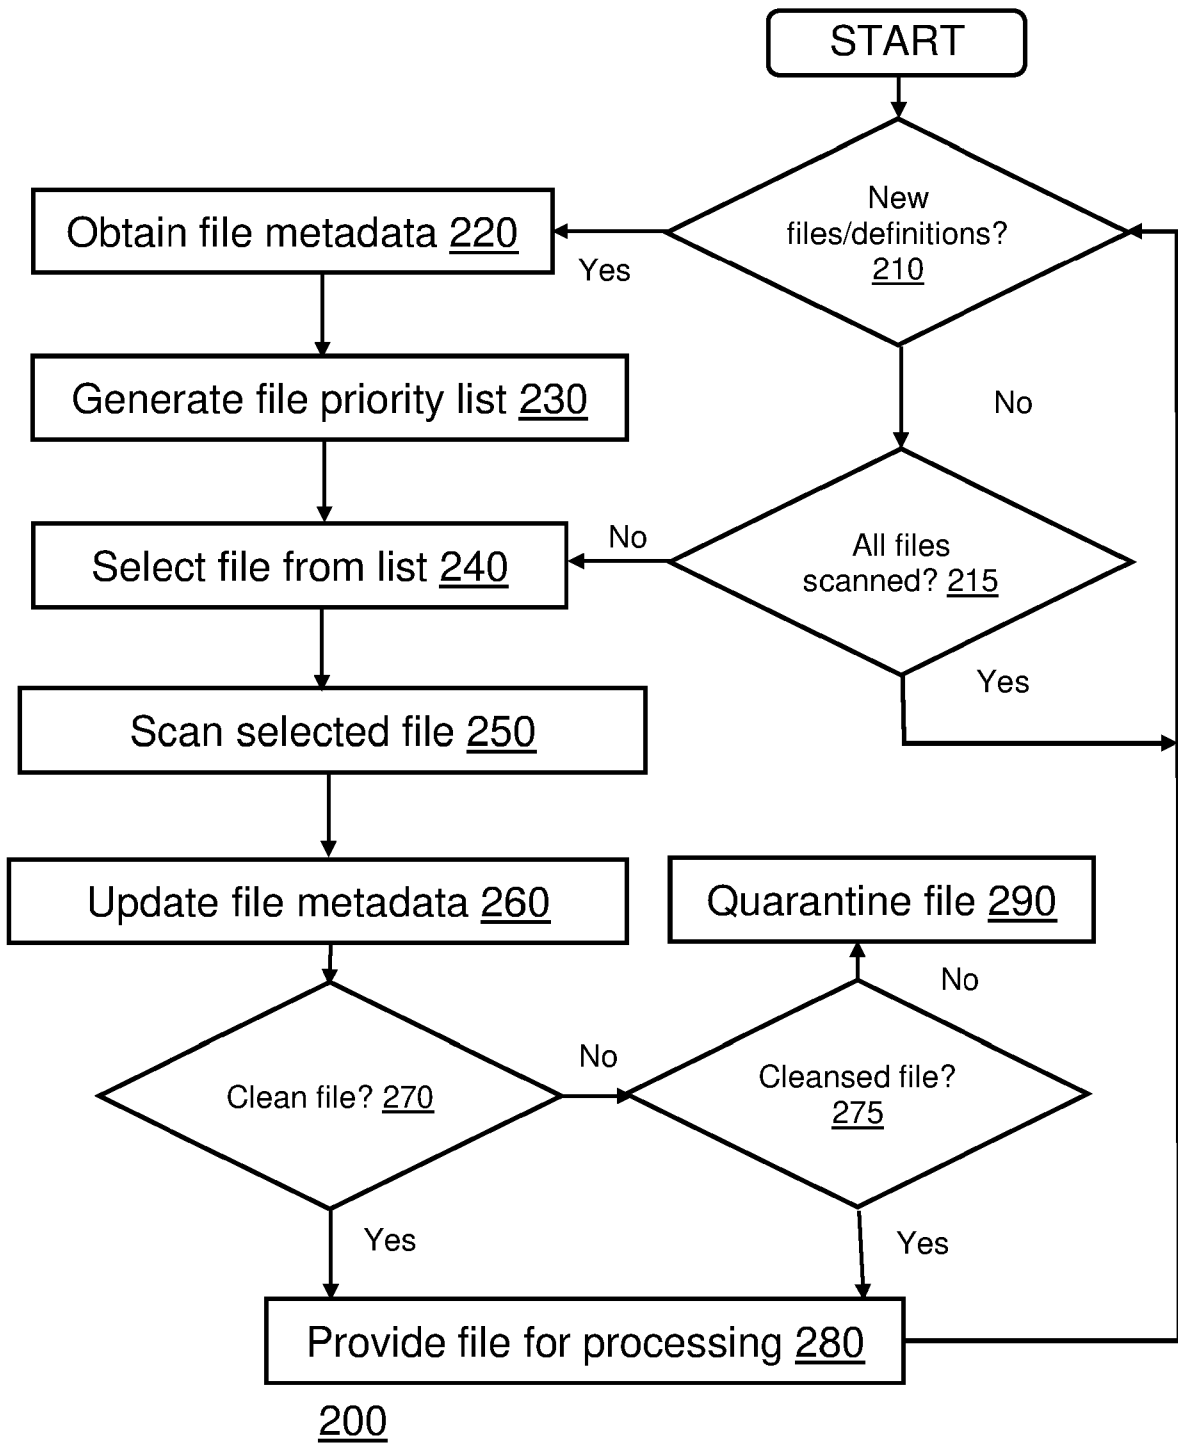 START
New
files/definitions?
210
Obtain file metadata 220
Yes
Generate file priority list 230
No
Select file from list 240
No
All files
scanned? 215
Yes
Scan selected file 250
Update file metadata 260
Quarantine file 290
No
Clean file? 270
No
Cleansed file?
275
Yes
Yes
Provide file for processing 280
200